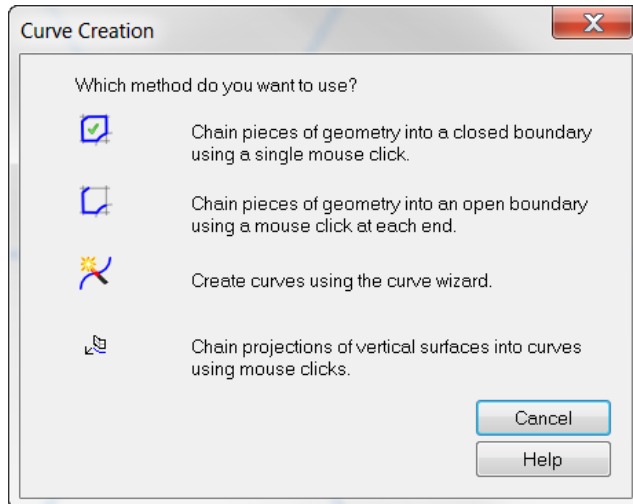 Curve Creation
Which method do you want to use?
Chain pieces of geometry into a closed boundary
using a single mouse click.
Chain pieces of geometry into an open boundary
using a mouse click at each end.
Create curves using the curve wizard.
Chain projections of vertical surfaces into curves
using mouse clicks.
Cancel
Help